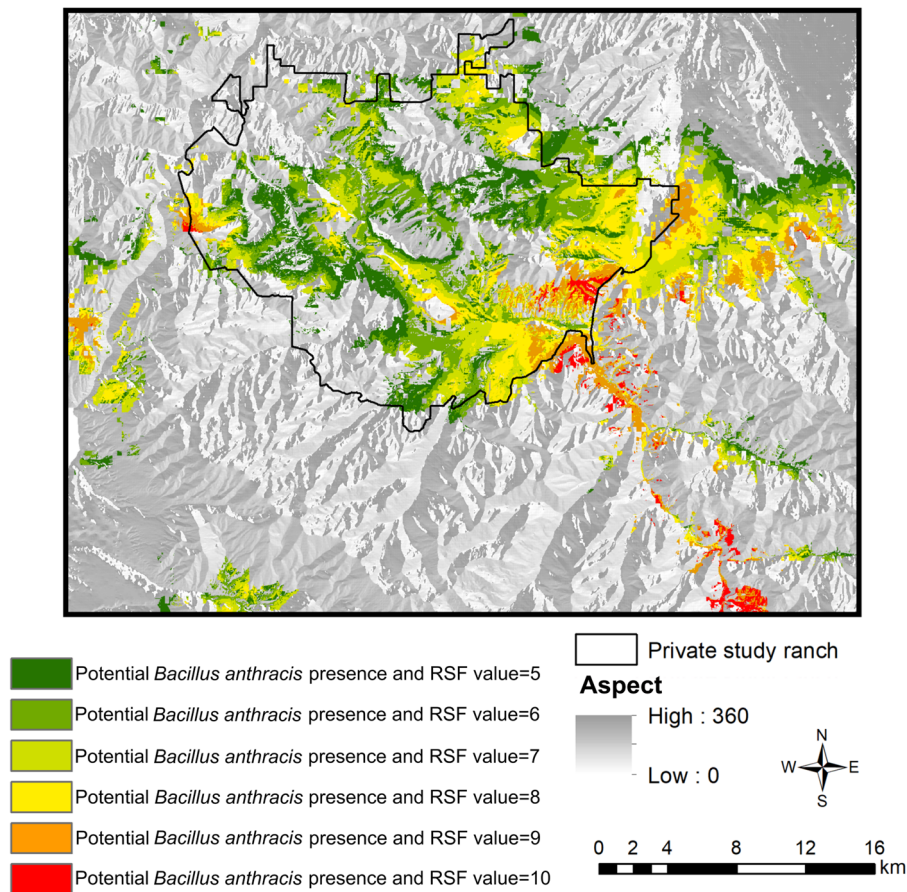 Potential Bacillus anthracis presence and RSF value=5
Potential Bacillus anthracis presence and RSF value=6
Potential Bacillus anthracis presence and RSF value=7
Potential Bacillus anthracis presence and RSF value=8
Potential Bacillus anthracis presence and RSF value=9
Potential Bacillus anthracis presence and RSF value=10
Private study ranch
Aspect
High : 360
Low : 0
N
W E
S
0 2 4 8 12 16
km